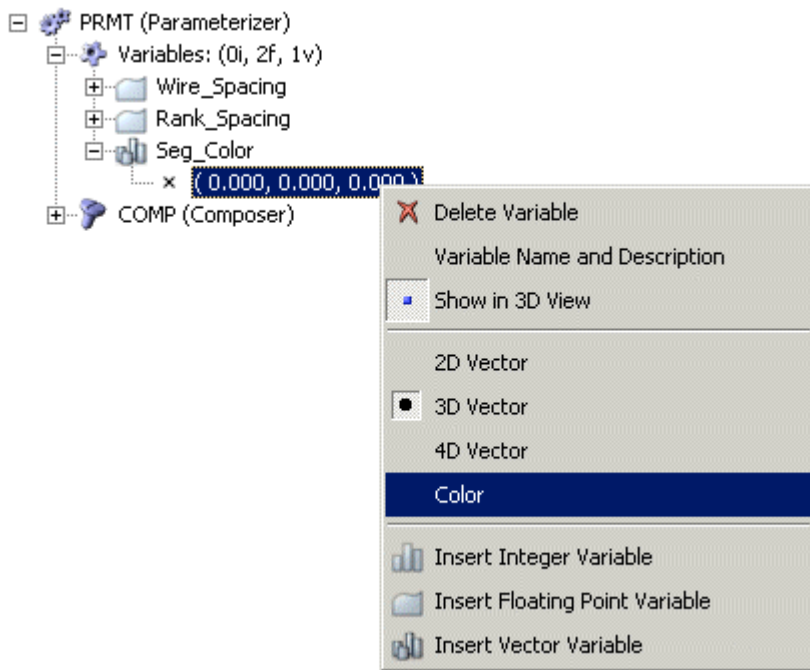 PRMT (Parameterizer)
Variables: (0i, 2f, 1v)
Wire_Spacing
Rank_Spacing
Seg_Color
( 0.000, 0.000, 0.000 )
COMP (Composer)
Delete Variable
Variable Name and Description
Show in 3D View
2D Vector
3D Vector
4D Vector
Color
Insert Integer Variable
Insert Floating Point Variable
Insert Vector Variable